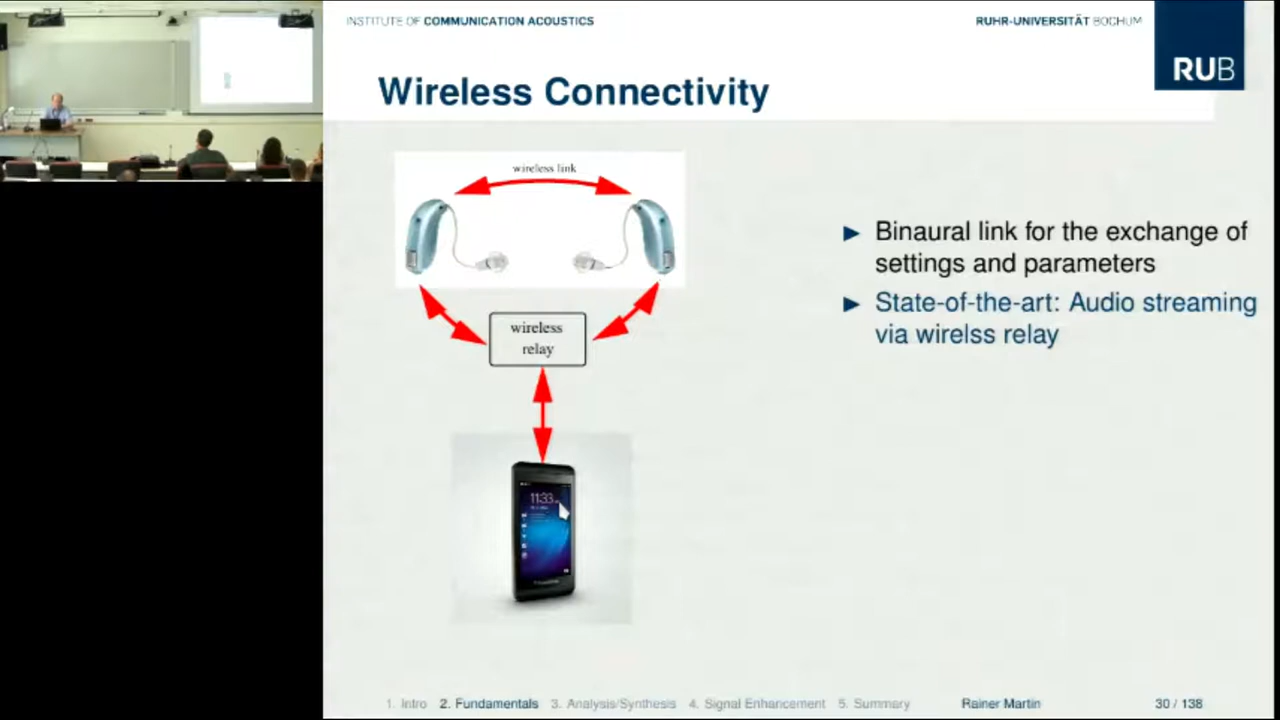 INSTITUTE OF COMMUNICATION ACOUSTICS
RUHR-UNIVERSITÄT BOCHUM
RUB
Wireless Connectivity
wireless link
wireless
relay
11:33
► Binaural link for the exchange of
settings and parameters
► State-of-the-art: Audio streaming
via wirelss relay
1. Intro 2. Fundamentals 3. Analysis/Synthesis 4. Signal Enhancement 5. Summary
Rainer Martin
30 / 138